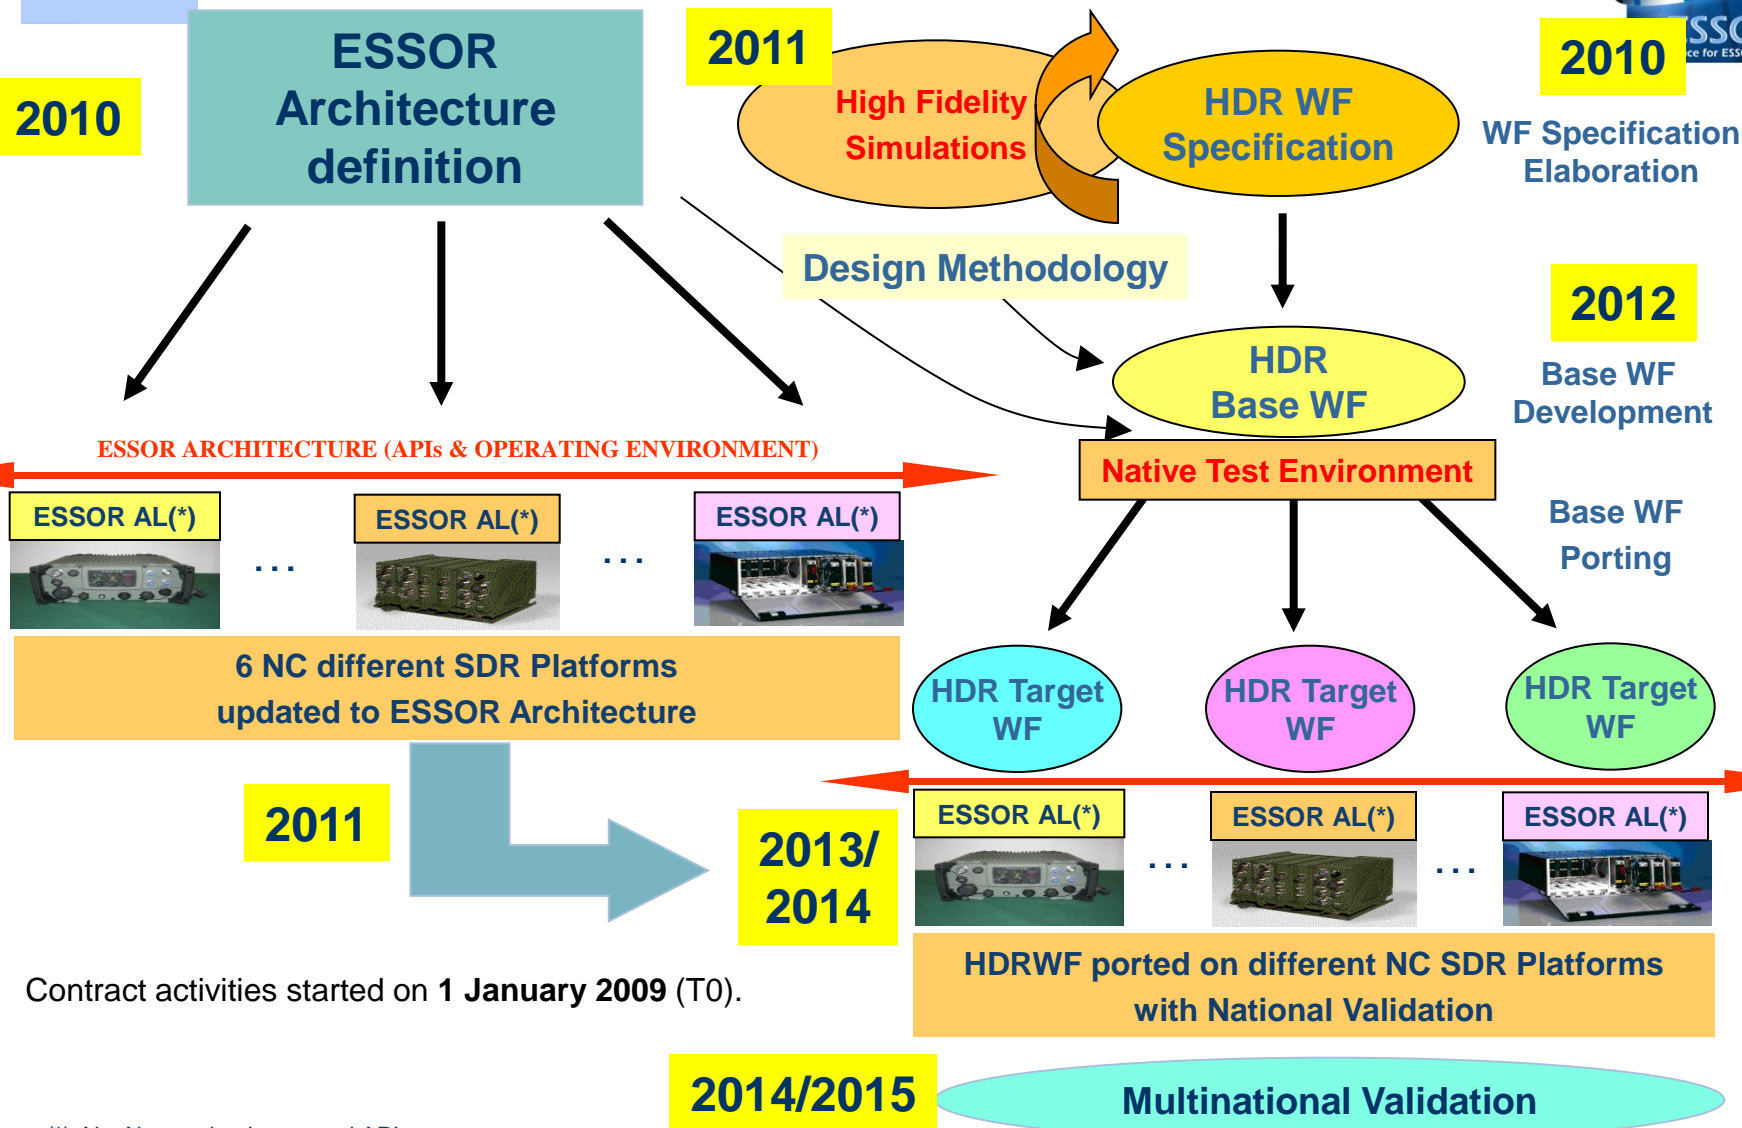 ESSOR
Architecture
definition
2010
2011
High Fidelity
Simulations
HDR WF
Specification
2010
WF Specification
Elaboration
Design Methodology
2012
HDR
Base WF
Base WF
Development
ESSOR ARCHITECTURE (APIs & OPERATING ENVIRONMENT)
Native Test Environment
ESSOR AL(*)
...
ESSOR AL(*)
...
ESSOR AL(*)
Base WF
Porting
6 NC different SDR Platforms
updated to ESSOR Architecture
HDR Target
WF
HDR Target
WF
HDR Target
WF
2011
2013/
2014
ESSOR AL(*)
...
ESSOR AL(*)
...
ESSOR AL(*)
HDRWF ported on different NC SDR Platforms
with National Validation
Contract activities started on 1 January 2009 (T0).
2014/2015
Multinational Validation